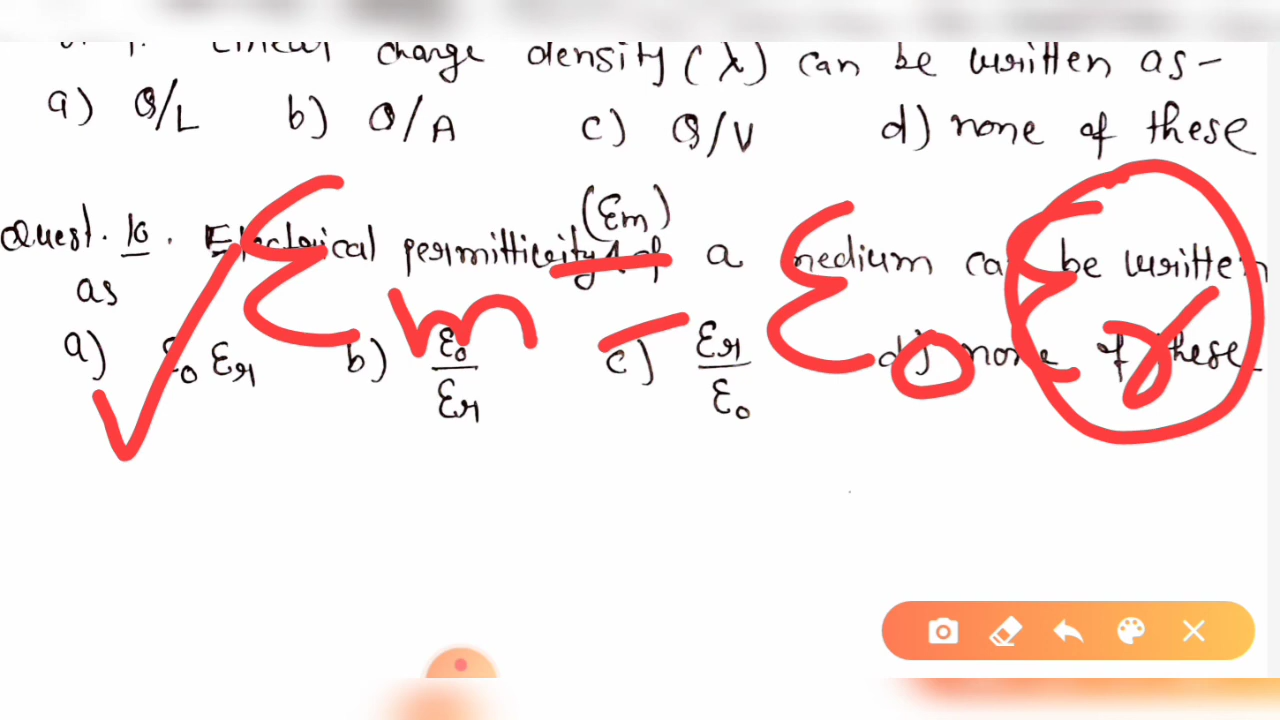 Linear charge density (λ) can be written as-
a) Q/L b) Q/A c) Q/V d) none of these
Quest. 10. Electrical permitticity (εm) of a medium can be written
as
a) ε₀ εr b) ε₀/εr c) εr/ε₀ d) none of these
εm = ε₀ εr